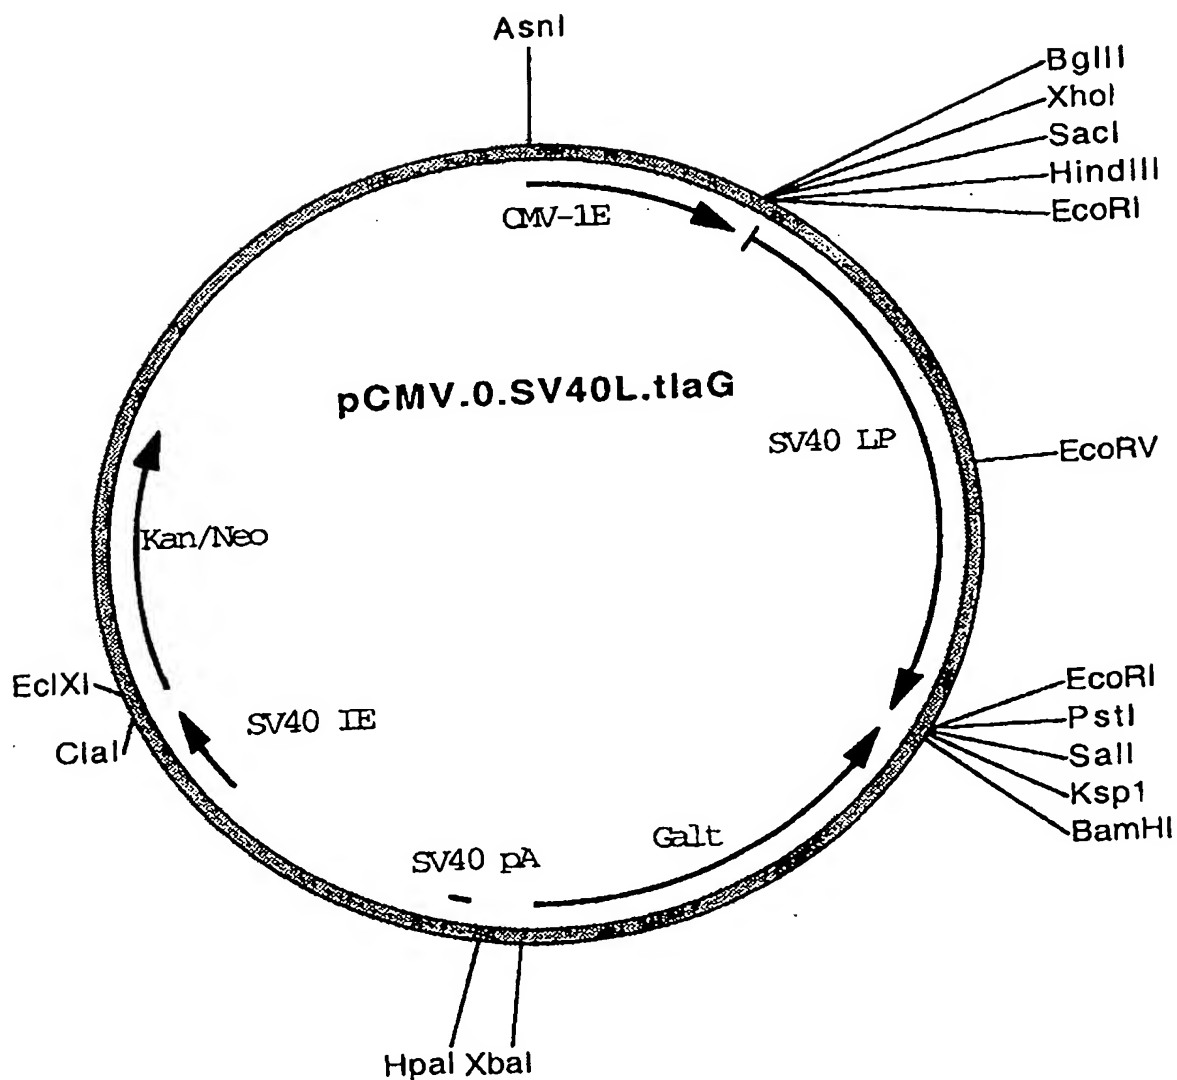 AsnI
BglII
XhoI
SacI
HindIII
EcoRI
CMV-1E
pCMV.0.SV40L.tlaG
SV40 LP
EcoRV
Kan/Neo
EclXI
ClaI
SV40 IE
EcoRI
PstI
SalI
Ksp1
BamHI
Galt
SV40 pA
HpaI XbaI